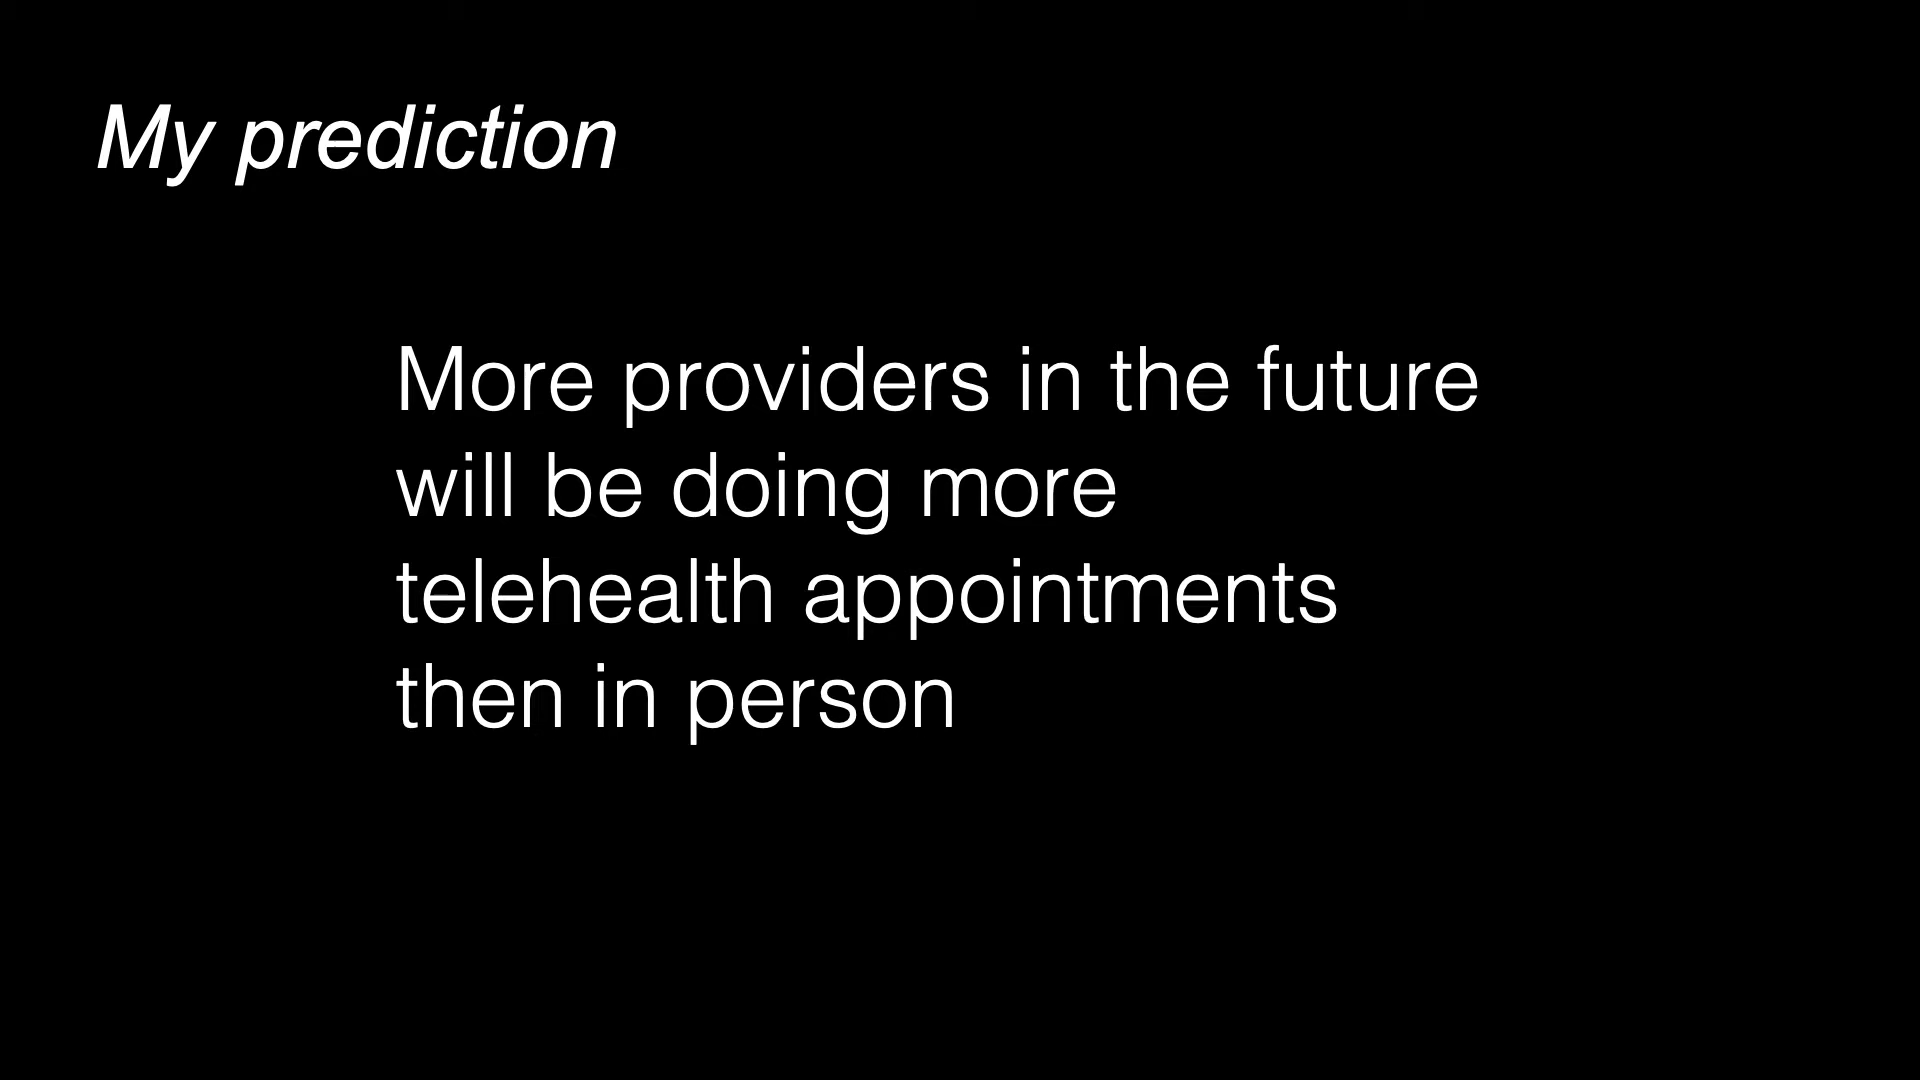 My prediction
More providers in the future
will be doing more
telehealth appointments
then in person